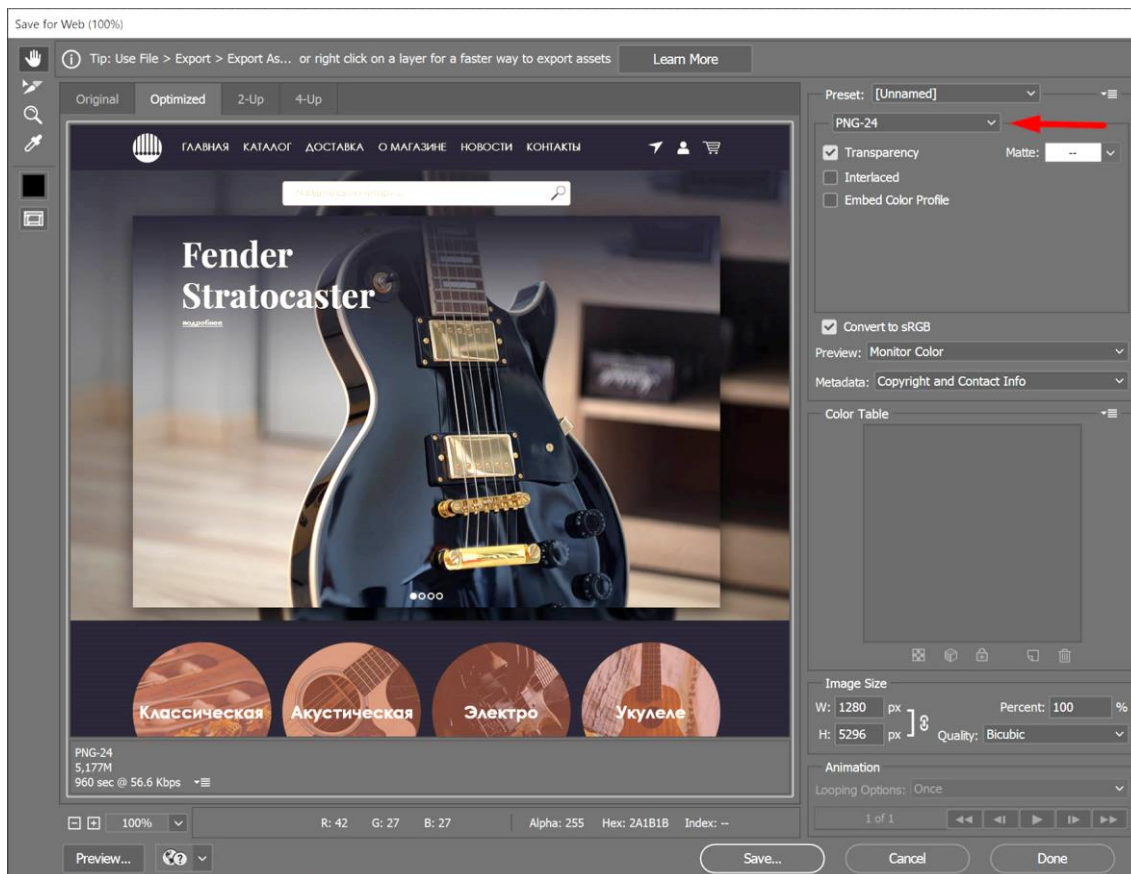 Save for Web (100%)
Tip: Use File > Export > Export As... or right click on a layer for a faster way to export assets
Learn More
Original Optimized 2-Up 4-Up
ГЛАВНАЯ КАТАЛОГ ДОСТАВКА О МАГАЗИНЕ НОВОСТИ КОНТАКТЫ
Fender
Stratocaster
подробнее
Классическая Акустическая Электро Укулеле
PNG-24
5,177M
960 sec @ 56.6 Kbps
100% R: 42 G: 27 B: 27 Alpha: 255 Hex: 2A1B1B Index: --
Preview...
Save... Cancel Done
Preset: [Unnamed]
PNG-24
Transparency Matte: --
Interlaced
Embed Color Profile
Convert to sRGB
Preview: Monitor Color
Metadata: Copyright and Contact Info
Color Table
Image Size
W: 1280 px Percent: 100 %
H: 5296 px Quality: Bicubic
Animation
Looping Options: Once
1 of 1